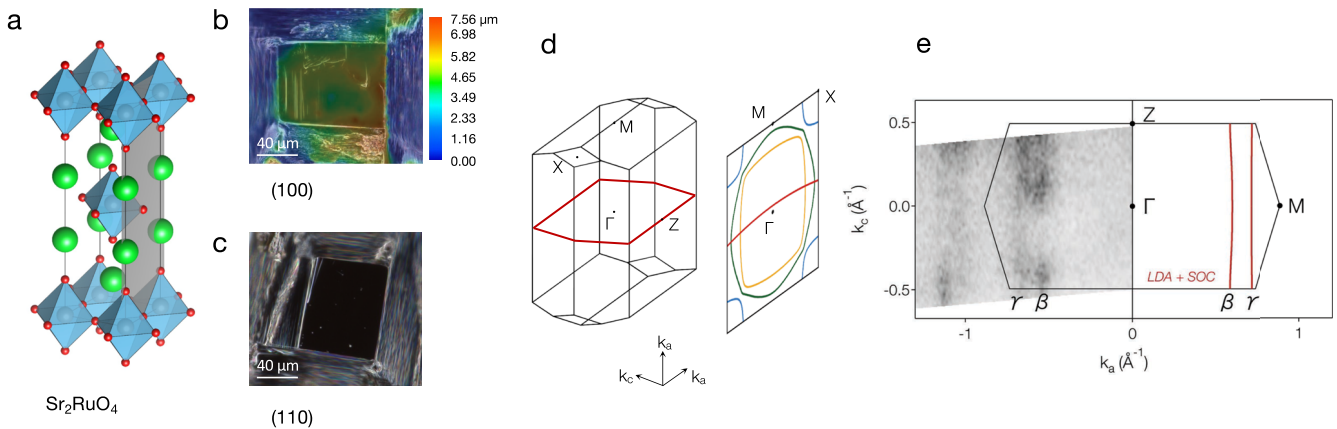 a
Sr₂RuO₄
b
7.56 µm
6.98
5.82
4.65
3.49
2.33
1.16
0.00
40 µm
(100)
c
40 µm
(110)
d
M
X
Γ
Z
X
M
Γ
kₐ
k꜀
kₐ
e
0.5
0.0
-0.5
k꜀ (Å⁻¹)
Z
Γ
M
LDA + SOC
γ β
β γ
-1
0
1
kₐ (Å⁻¹)